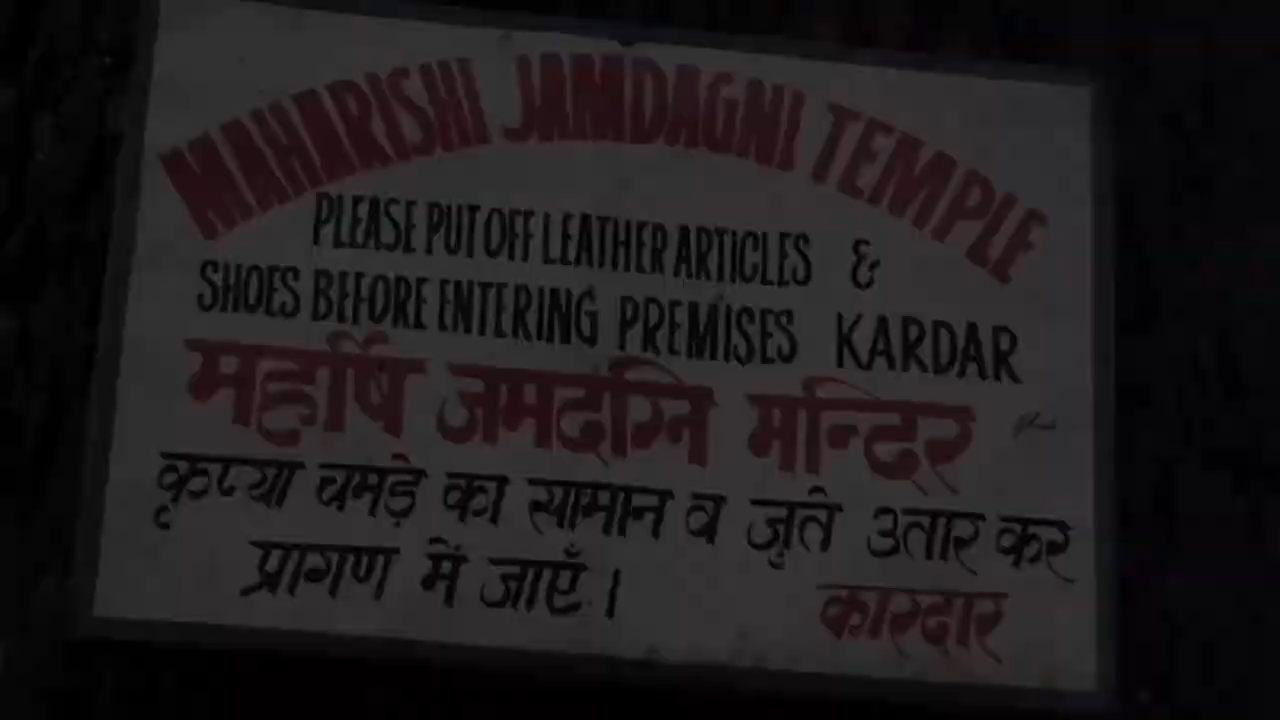 MAHARISHI JAMDAGNI TEMPLE
PLEASE PUT OFF LEATHER ARTICLES &
SHOES BEFORE ENTERING PREMISES KARDAR
महर्षि जमदग्नि मन्दिर
कृप्या चमड़े का सामान व जुते उतार कर
प्रागण में जाएँ।
कारदार